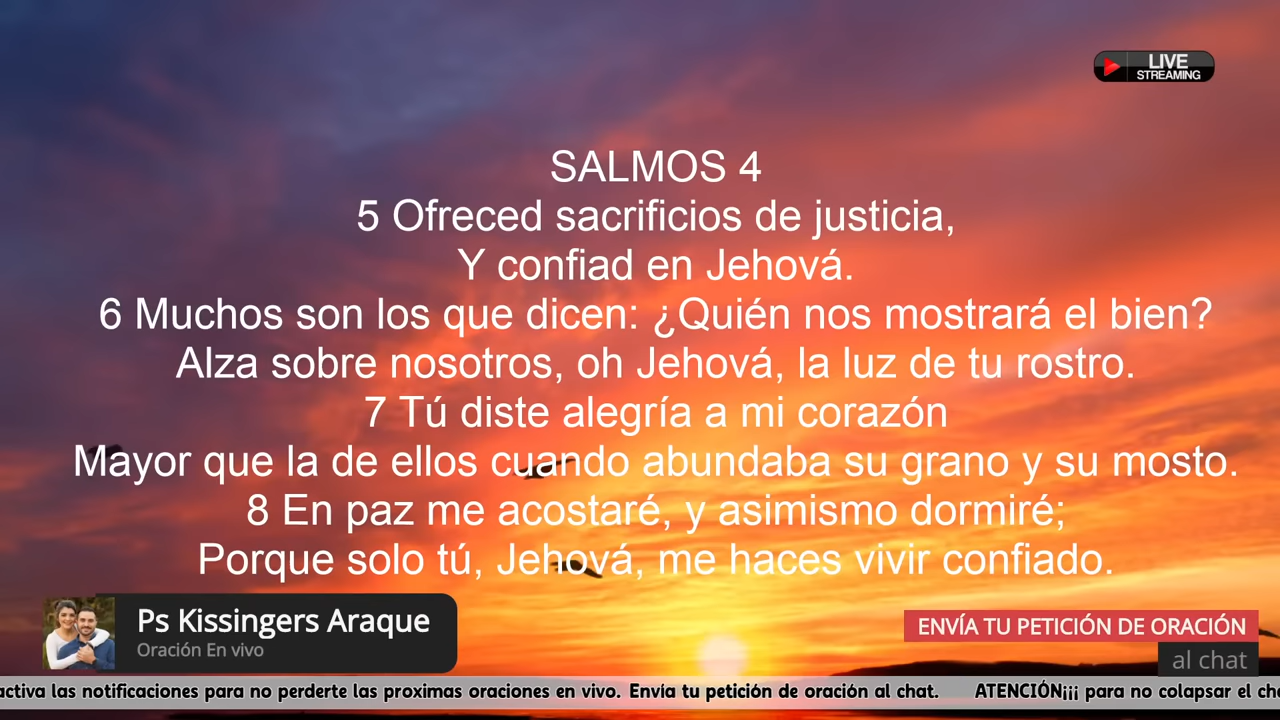 LIVE
STREAMING
SALMOS 4
5 Ofreced sacrificios de justicia,
Y confiad en Jehová.
6 Muchos son los que dicen: ¿Quién nos mostrará el bien?
Alza sobre nosotros, oh Jehová, la luz de tu rostro.
7 Tú diste alegría a mi corazón
Mayor que la de ellos cuando abundaba su grano y su mosto.
8 En paz me acostaré, y asimismo dormiré;
Porque solo tú, Jehová, me haces vivir confiado.
Ps Kissingers Araque
Oración En vivo
ENVÍA TU PETICIÓN DE ORACIÓN
al chat
activa las notificaciones para no perderte las proximas oraciones en vivo. Envía tu petición de oración al chat. ATENCIÓN¡¡¡ para no colapsar el